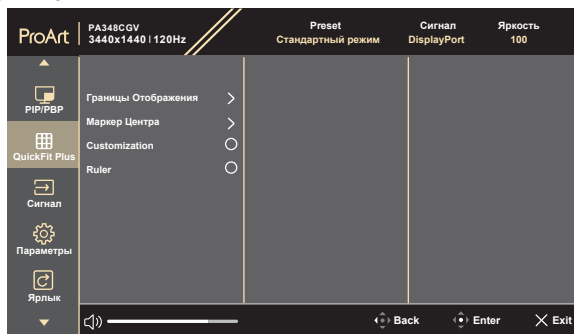 ProArt
PA348CGV
3440x1440 | 120Hz
Preset
Стандартный режим
Сигнал
DisplayPort
Яркость
100
PIP/PBP
QuickFit Plus
Сигнал
Параметры
Ярлык
Границы Отображения
Маркер Центра
Customization
Ruler
Back
Enter
Exit